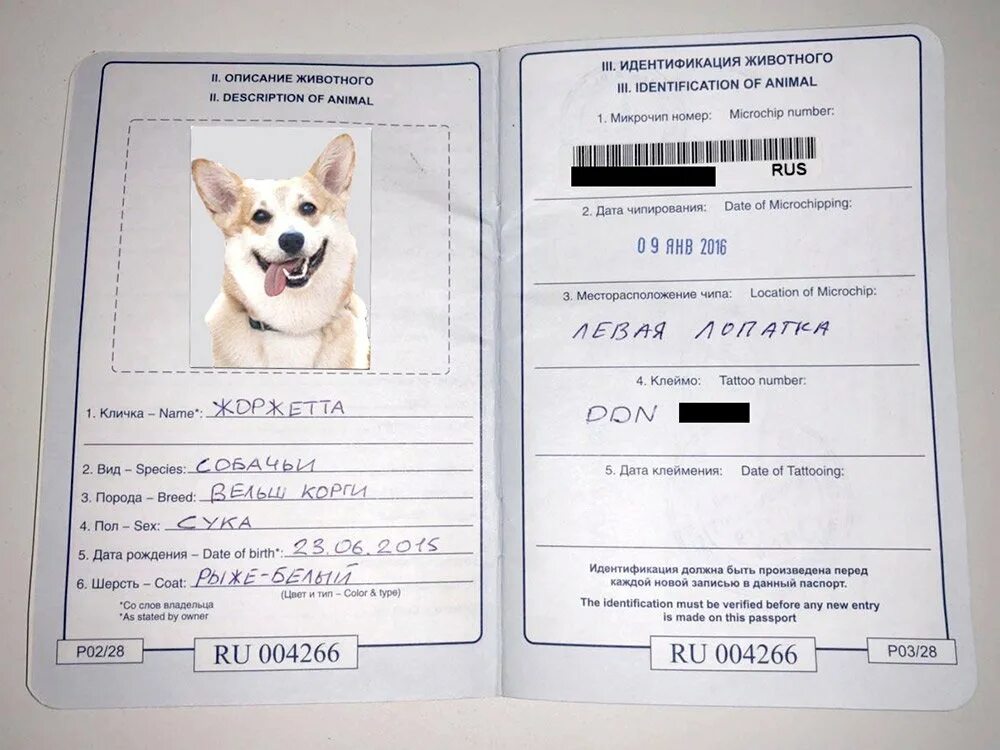 II. ОПИСАНИЕ ЖИВОТНОГО
II. DESCRIPTION OF ANIMAL
1. Кличка – Name*: ЖОРЖЕТТА
2. Вид – Species: СОБАЧЬИ
3. Порода – Breed: ВЕЛЬШ КОРГИ
4. Пол – Sex: СУКА
5. Дата рождения – Date of birth*: 23.06.2015
6. Шерсть – Coat: РЫЖЕ-БЕЛЫЙ
(Цвет и тип – Color & type)
*Со слов владельца
*As stated by owner
P02/28
RU 004266
III. ИДЕНТИФИКАЦИЯ ЖИВОТНОГО
III. IDENTIFICATION OF ANIMAL
1. Микрочип номер: Microchip number:
RUS
2. Дата чипирования: Date of Microchipping:
09 ЯНВ 2016
3. Месторасположение чипа: Location of Microchip:
ЛЕВАЯ ЛОПАТКА
4. Клеймо: Tattoo number:
DDN
5. Дата клеймения: Date of Tattooing:
Идентификация должна быть произведена перед
каждой новой записью в данный паспорт.
The identification must be verified before any new entry
is made on this passport
RU 004266
P03/28